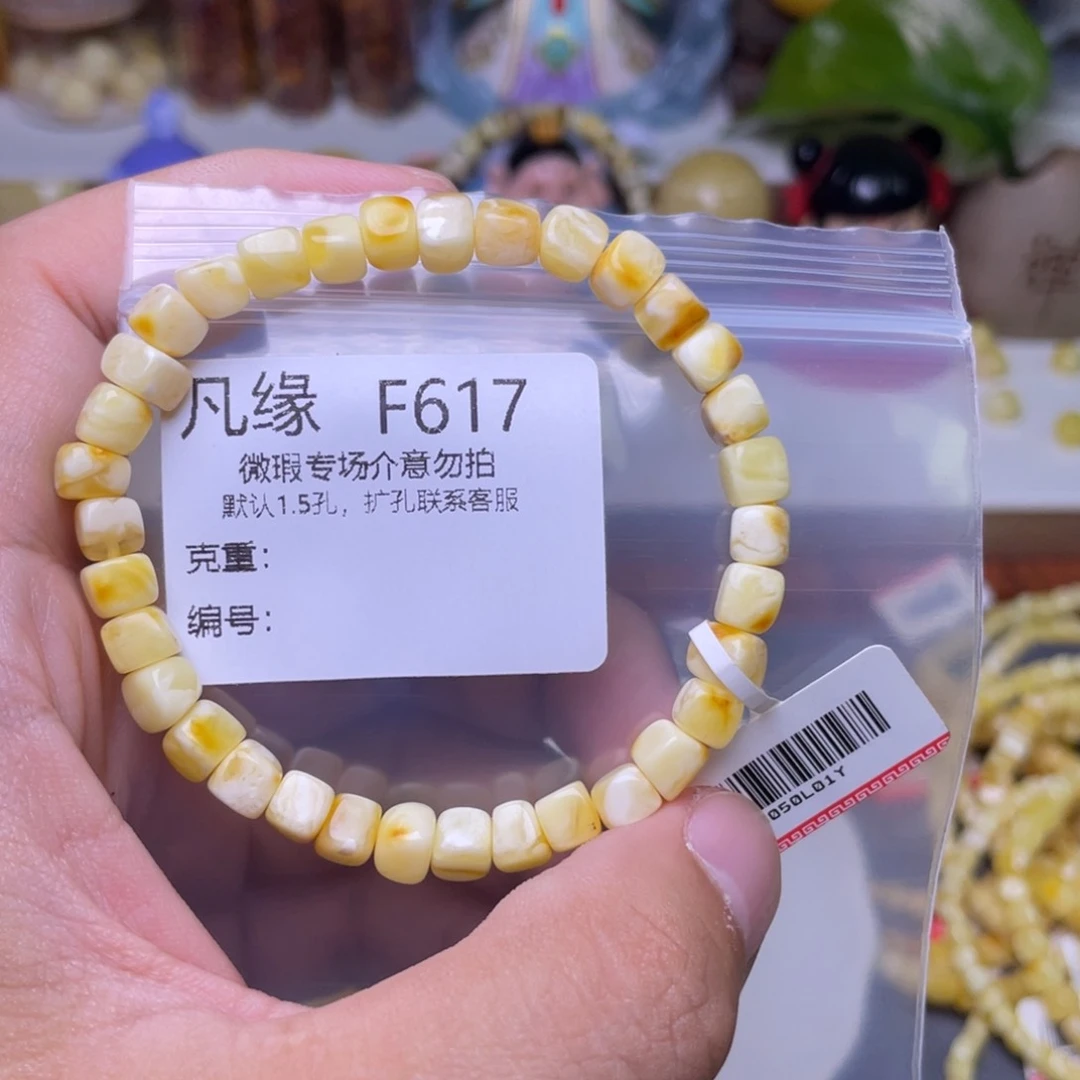 凡缘 F617
微瑕专场介意勿拍
默认1.5孔，扩孔联系客服
克重：
编号：
050L01Y